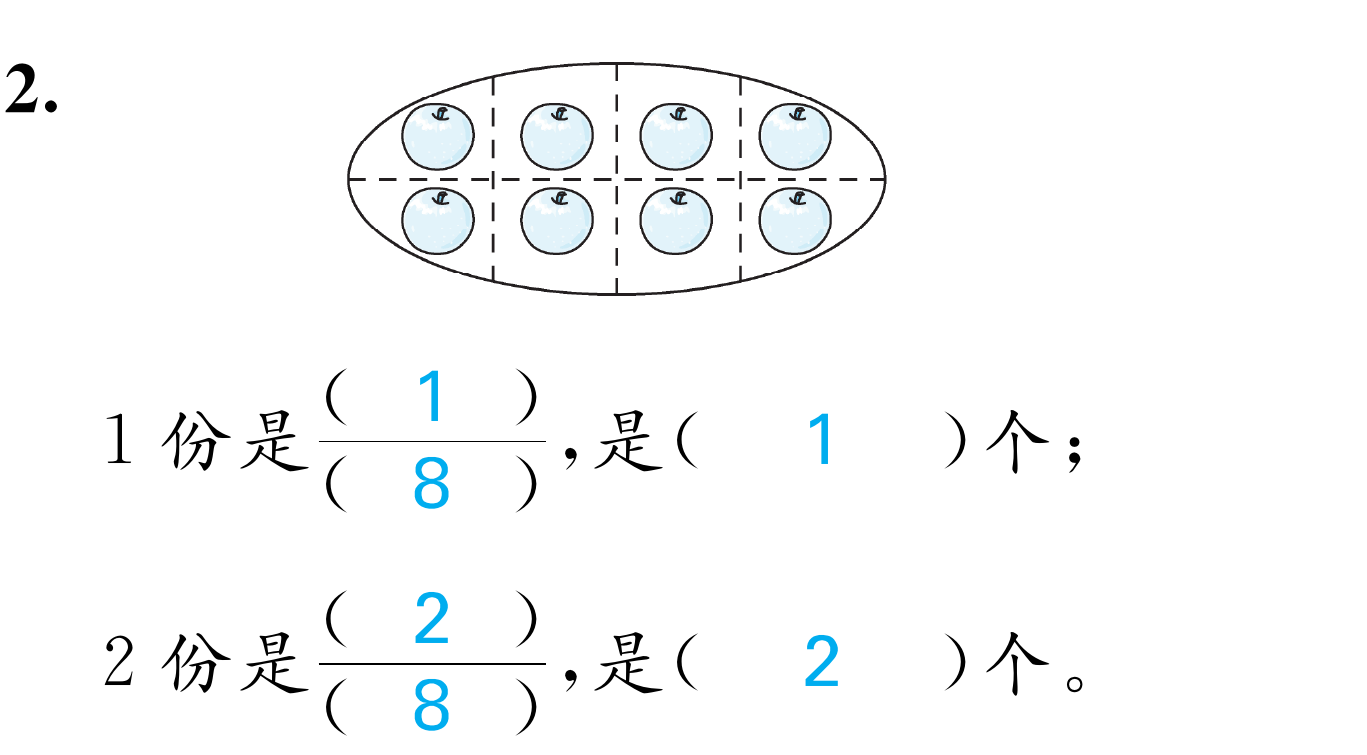 2.
1 份是( 1 )/( 8 ),是( 1 )个;
2 份是( 2 )/( 8 ),是( 2 )个。